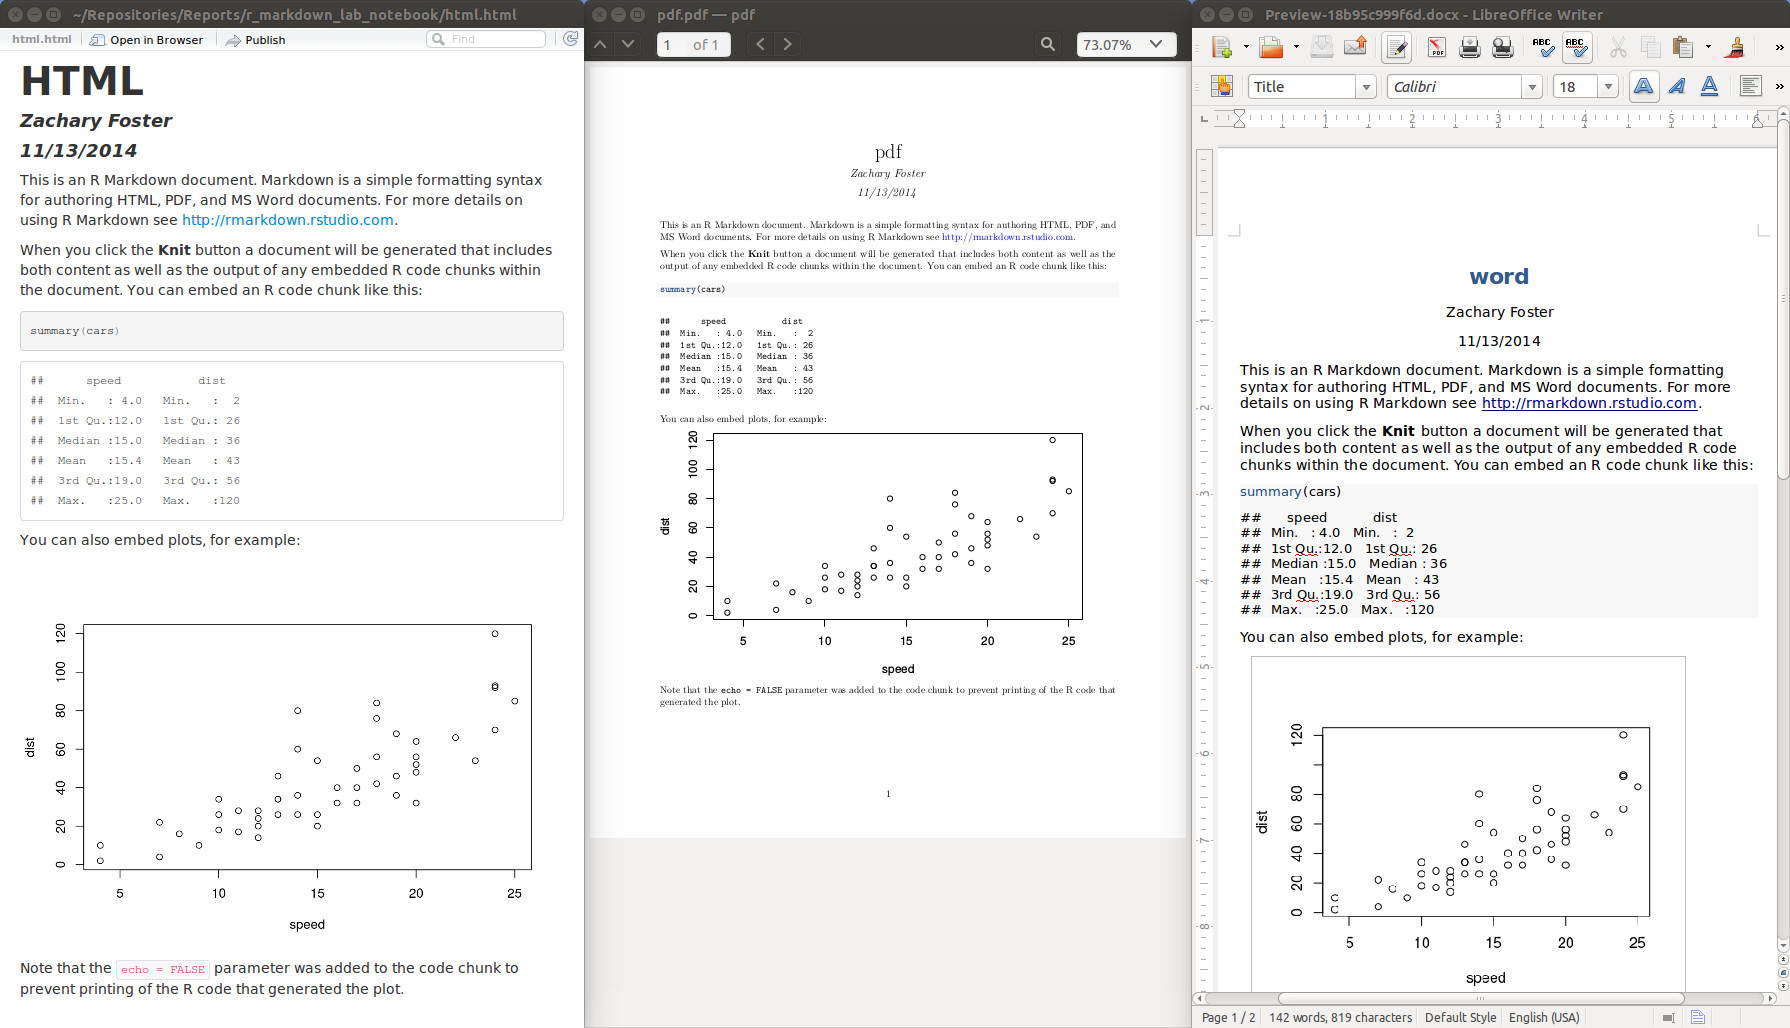 ~/Repositories/Reports/r_markdown_lab_notebook/html.html
html.html Open in Browser Publish Find
HTML
Zachary Foster
11/13/2014
This is an R Markdown document. Markdown is a simple formatting syntax
for authoring HTML, PDF, and MS Word documents. For more details on
using R Markdown see http://rmarkdown.rstudio.com.
When you click the Knit button a document will be generated that includes
both content as well as the output of any embedded R code chunks within
the document. You can embed an R code chunk like this:
summary(cars)
##      speed           dist
##  Min.   : 4.0   Min.   :  2
##  1st Qu.:12.0   1st Qu.: 26
##  Median :15.0   Median : 36
##  Mean   :15.4   Mean   : 43
##  3rd Qu.:19.0   3rd Qu.: 56
##  Max.   :25.0   Max.   :120
You can also embed plots, for example:
120
100
80
60
40
20
0
dist
5 10 15 20 25
speed
Note that the echo = FALSE parameter was added to the code chunk to
prevent printing of the R code that generated the plot.
pdf.pdf — pdf
1 of 1 73.07%
pdf
Zachary Foster
11/13/2014
This is an R Markdown document. Markdown is a simple formatting syntax for authoring HTML, PDF, and
MS Word documents. For more details on using R Markdown see http://rmarkdown.rstudio.com.
When you click the Knit button a document will be generated that includes both content as well as the
output of any embedded R code chunks within the document. You can embed an R code chunk like this:
summary(cars)
##      speed           dist
##  Min.   : 4.0   Min.   :  2
##  1st Qu.:12.0   1st Qu.: 26
##  Median :15.0   Median : 36
##  Mean   :15.4   Mean   : 43
##  3rd Qu.:19.0   3rd Qu.: 56
##  Max.   :25.0   Max.   :120
You can also embed plots, for example:
120
100
80
60
40
20
0
dist
5 10 15 20 25
speed
Note that the echo = FALSE parameter was added to the code chunk to prevent printing of the R code that
generated the plot.
1
Preview-18b95c999f6d.docx - LibreOffice Writer
PDF ABC ABC
Title Calibri 18 A A A
1 2 3 4 5 6
word
Zachary Foster
11/13/2014
This is an R Markdown document. Markdown is a simple formatting
syntax for authoring HTML, PDF, and MS Word documents. For more
details on using R Markdown see http://rmarkdown.rstudio.com.
When you click the Knit button a document will be generated that
includes both content as well as the output of any embedded R code
chunks within the document. You can embed an R code chunk like this:
summary(cars)
##      speed           dist
##  Min.   : 4.0   Min.   :  2
##  1st Qu.:12.0   1st Qu.: 26
##  Median :15.0   Median : 36
##  Mean   :15.4   Mean   : 43
##  3rd Qu.:19.0   3rd Qu.: 56
##  Max.   :25.0   Max.   :120
You can also embed plots, for example:
120
80
60
40
20
0
dist
5 10 15 20 25
speed
1
2
3
4
5
6
7
8
Page 1 / 2 142 words, 819 characters Default Style English (USA)